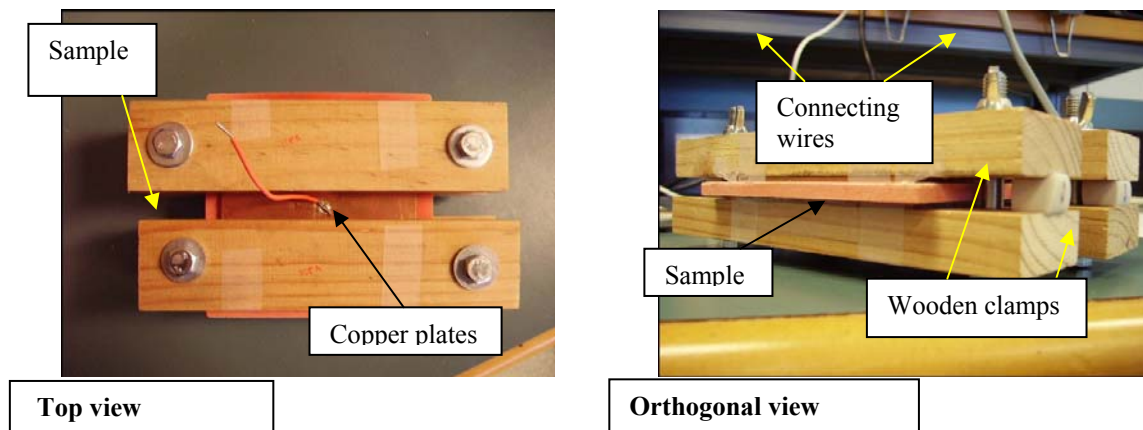 Sample
Copper plates
Top view
Connecting
wires
Sample
Wooden clamps
Orthogonal view